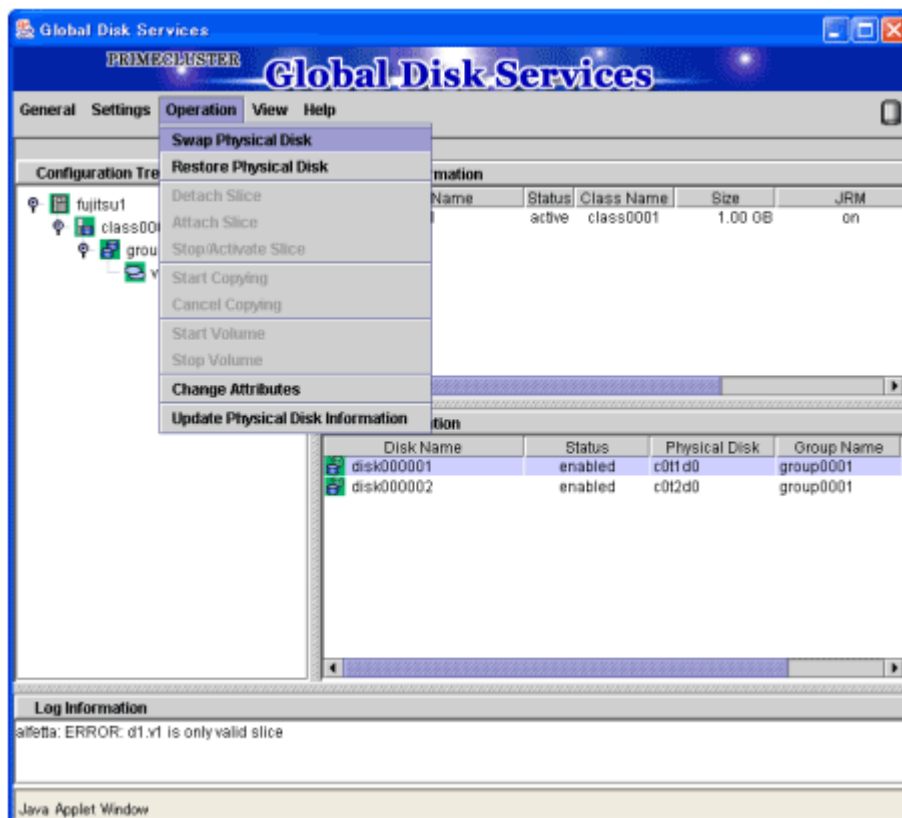 Global Disk Services
PRIMECLUSTER
Global Disk Services
General Settings Operation View Help
Swap Physical Disk
Restore Physical Disk
Detach Slice
Attach Slice
Stop/Activate Slice
Start Copying
Cancel Copying
Start Volume
Stop Volume
Change Attributes
Update Physical Disk Information
Configuration Tre
fujitsu1
class00
grou
v
mation
Name Status Class Name Size JRM
active class0001 1.00 GB on
tion
Disk Name Status Physical Disk Group Name
disk000001 enabled c0t1d0 group0001
disk000002 enabled c0t2d0 group0001
Log Information
alfetta: ERROR: d1.v1 is only valid slice
Java Applet Window